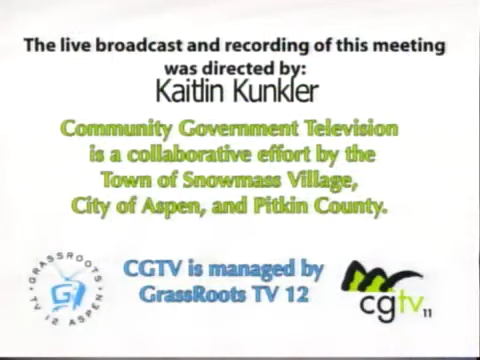 The live broadcast and recording of this meeting
was directed by:
Kaitlin Kunkler
Community Government Television
is a collaborative effort by the
Town of Snowmass Village,
City of Aspen, and Pitkin County.
CGTV is managed by
GrassRoots TV 12
GRASSROOTS
TV 12 ASPEN
G
cgtv 11